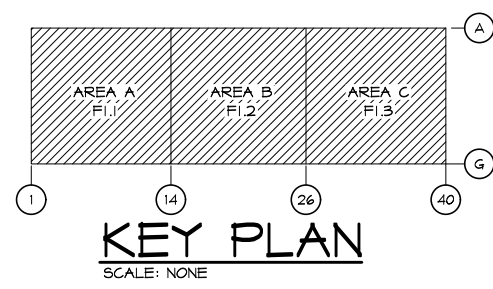 A
AREA A AREA B AREA C
F1.1 F1.2 F1.3
G
1 14 26 40
KEY PLAN
SCALE: NONE